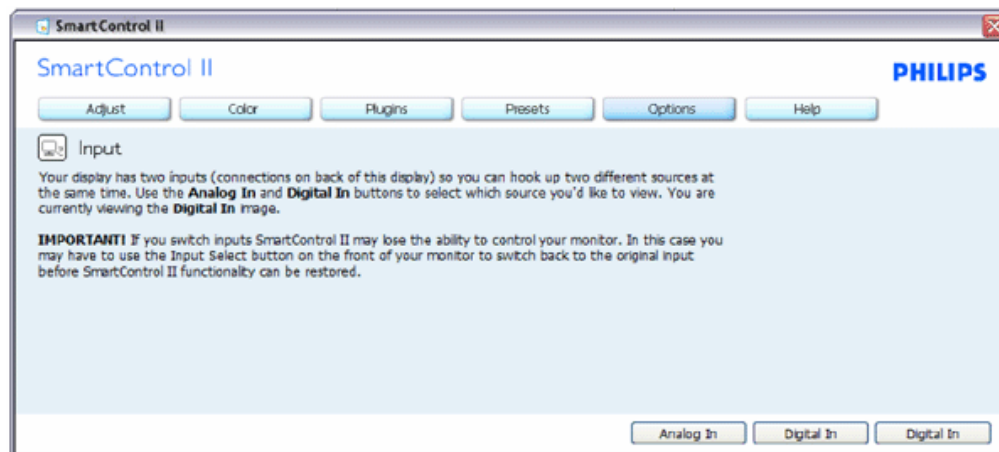 SmartControl II
SmartControl II
PHILIPS
Adjust Color Plugins Presets Options Help
Input
Your display has two inputs (connections on back of this display) so you can hook up two different sources at
the same time. Use the Analog In and Digital In buttons to select which source you'd like to view. You are
currently viewing the Digital In image.
IMPORTANT! If you switch inputs SmartControl II may lose the ability to control your monitor. In this case you
may have to use the Input Select button on the front of your monitor to switch back to the original input
before SmartControl II functionality can be restored.
Analog In Digital In Digital In